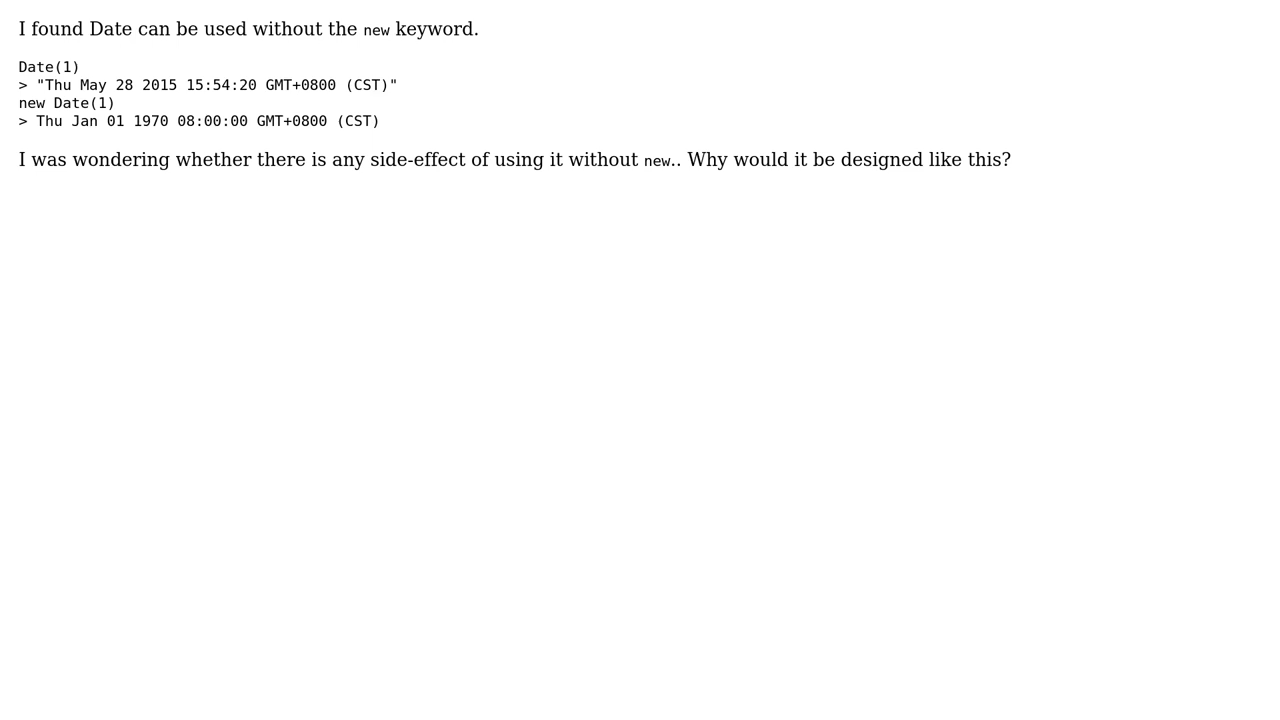 I found Date can be used without the new keyword.
Date(1)
> "Thu May 28 2015 15:54:20 GMT+0800 (CST)"
new Date(1)
> Thu Jan 01 1970 08:00:00 GMT+0800 (CST)
I was wondering whether there is any side-effect of using it without new.. Why would it be designed like this?